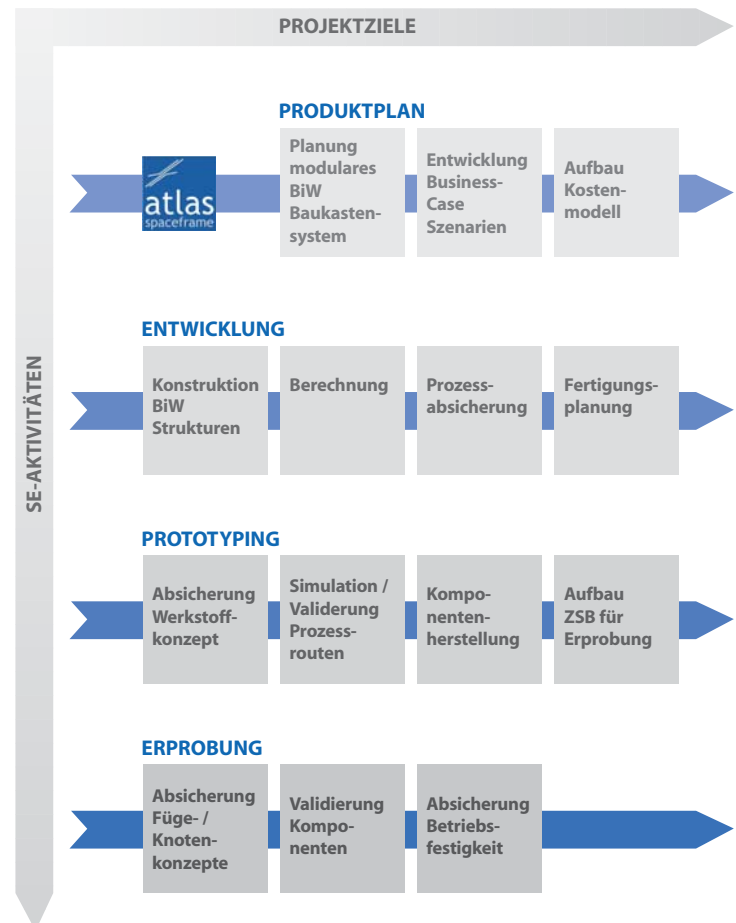 PROJEKTZIELE
SE-AKTIVITÄTEN
PRODUKTPLAN
atlas
spaceframe
Planung
modulares
BiW
Baukasten-
system
Entwicklung
Business-
Case
Szenarien
Aufbau
Kosten-
modell
ENTWICKLUNG
Konstruktion
BiW
Strukturen
Berechnung
Prozess-
absicherung
Fertigungs-
planung
PROTOTYPING
Absicherung
Werkstoff-
konzept
Simulation /
Validerung
Prozess-
routen
Kompo-
nenten-
herstellung
Aufbau
ZSB für
Erprobung
ERPROBUNG
Absicherung
Füge- /
Knoten-
konzepte
Validierung
Kompo-
nenten
Absicherung
Betriebs-
festigkeit